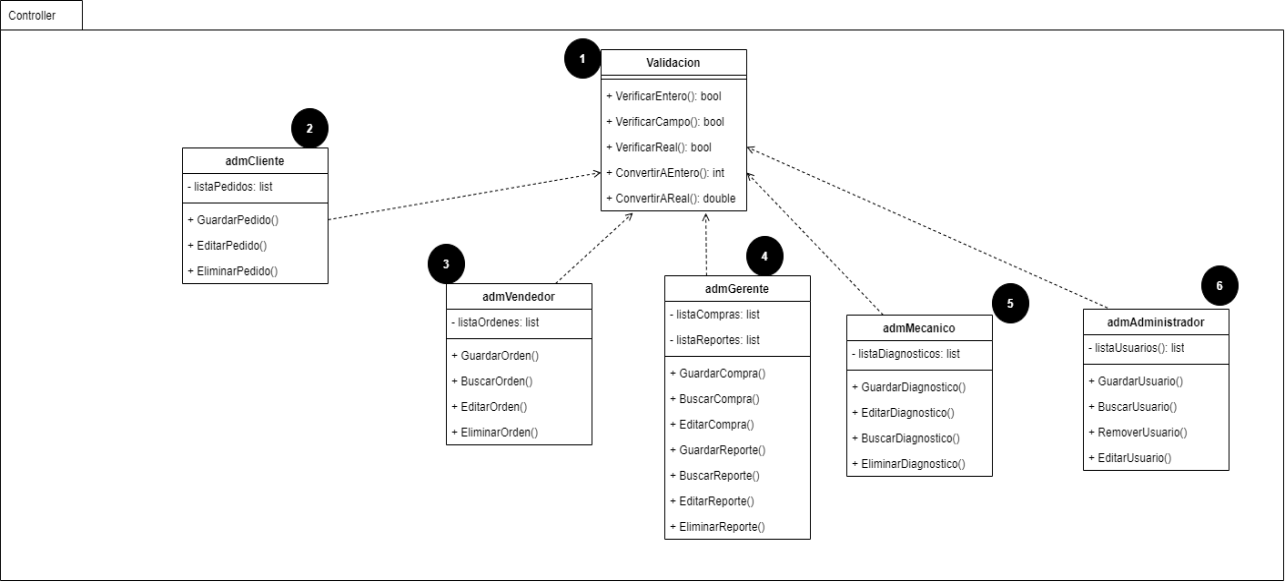 Controller
1
Validacion
+ VerificarEntero(): bool
+ VerificarCampo(): bool
+ VerificarReal(): bool
+ ConvertirAEntero(): int
+ ConvertirAReal(): double
2
admCliente
- listaPedidos: list
+ GuardarPedido()
+ EditarPedido()
+ EliminarPedido()
3
admVendedor
- listaOrdenes: list
+ GuardarOrden()
+ BuscarOrden()
+ EditarOrden()
+ EliminarOrden()
4
admGerente
- listaCompras: list
- listaReportes: list
+ GuardarCompra()
+ BuscarCompra()
+ EditarCompra()
+ GuardarReporte()
+ BuscarReporte()
+ EditarReporte()
+ EliminarReporte()
5
admMecanico
- listaDiagnosticos: list
+ GuardarDiagnostico()
+ EditarDiagnostico()
+ BuscarDiagnostico()
+ EliminarDiagnostico()
6
admAdministrador
- listaUsuarios(): list
+ GuardarUsuario()
+ BuscarUsuario()
+ RemoverUsuario()
+ EditarUsuario()